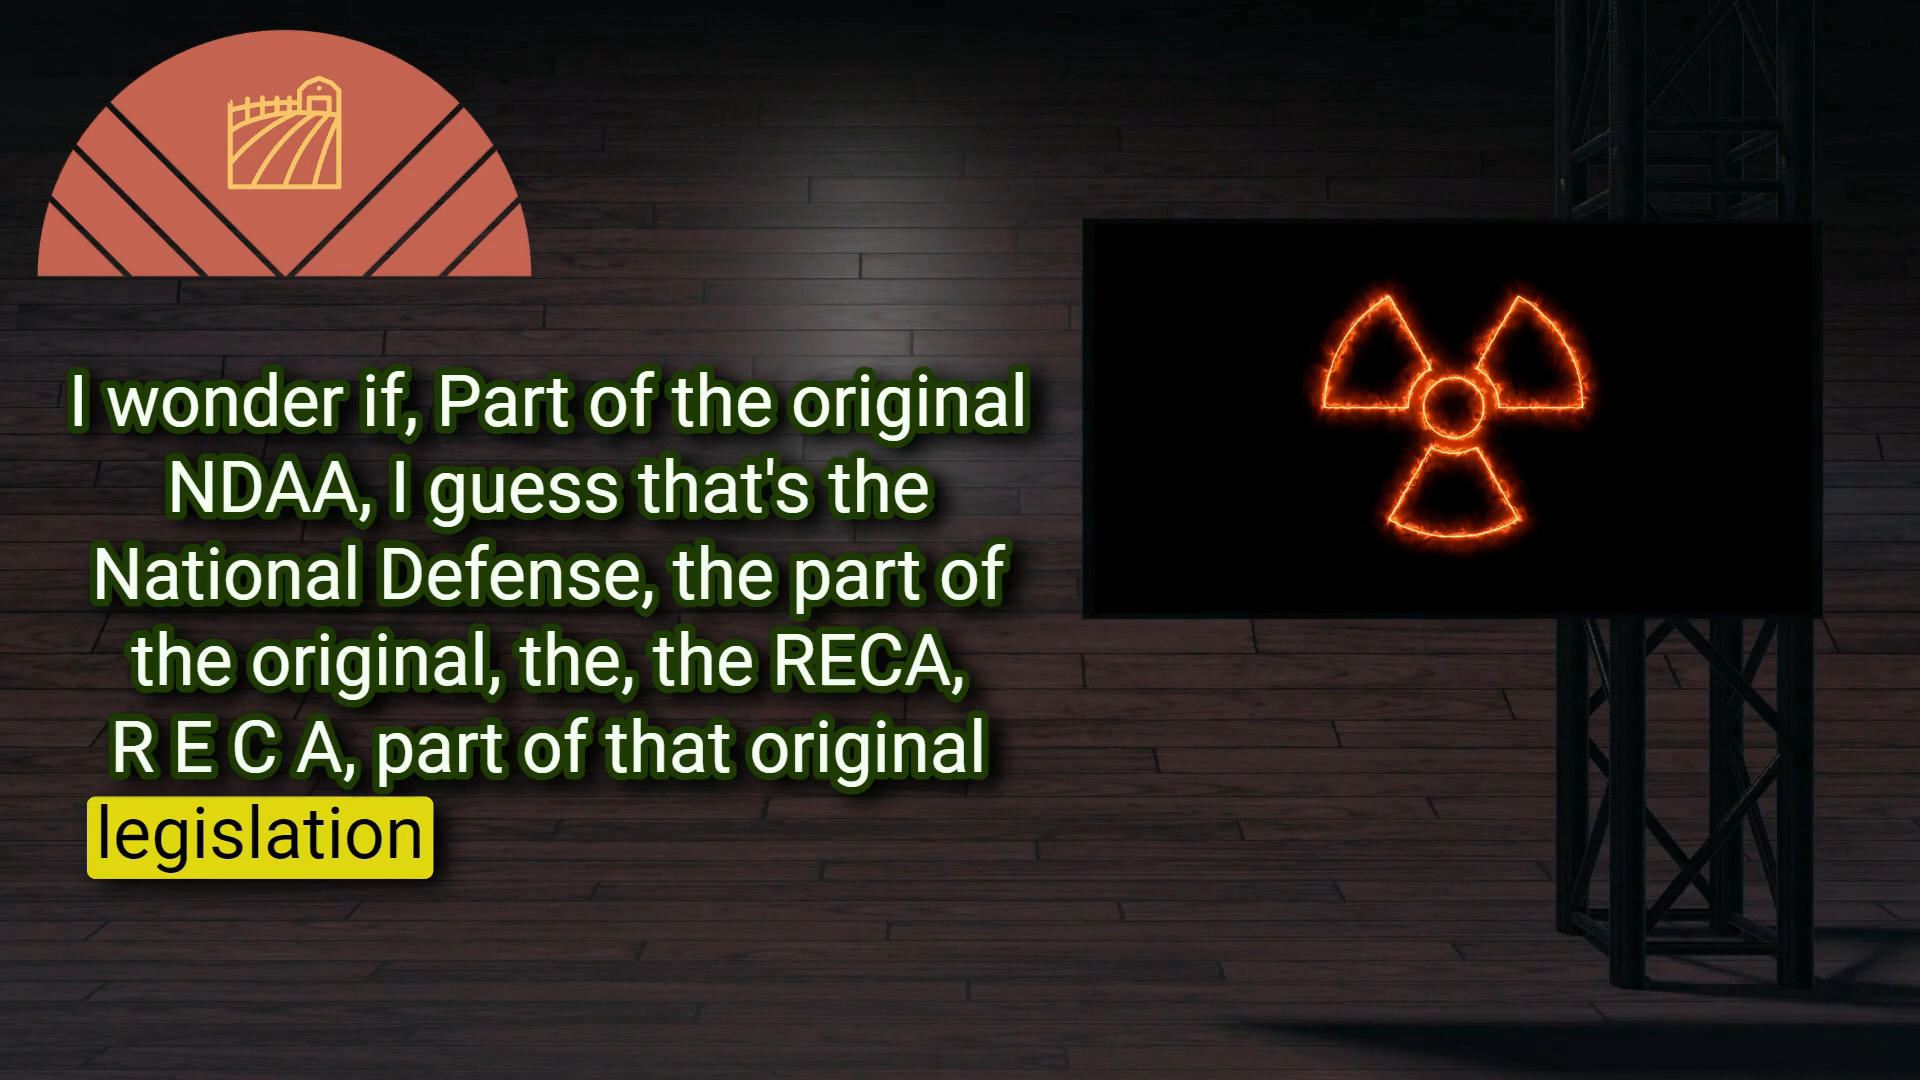 I wonder if, Part of the original
NDAA, I guess that's the
National Defense, the part of
the original, the, the RECA,
R E C A, part of that original
legislation